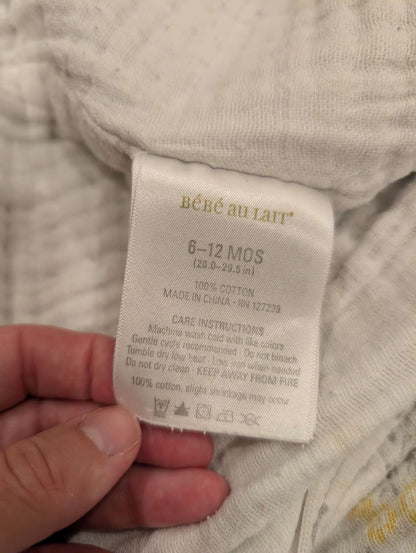 BéBé au Lait®
6–12 MOS
(26.0–29.5 in)
100% COTTON
MADE IN CHINA · RN 127239
CARE INSTRUCTIONS
Machine wash cold with like colors
Gentle cycle recommended · Do not bleach
Tumble dry low heat · Low iron when needed
Do not dry clean · KEEP AWAY FROM FIRE
100% cotton, slight shrinkage may occur